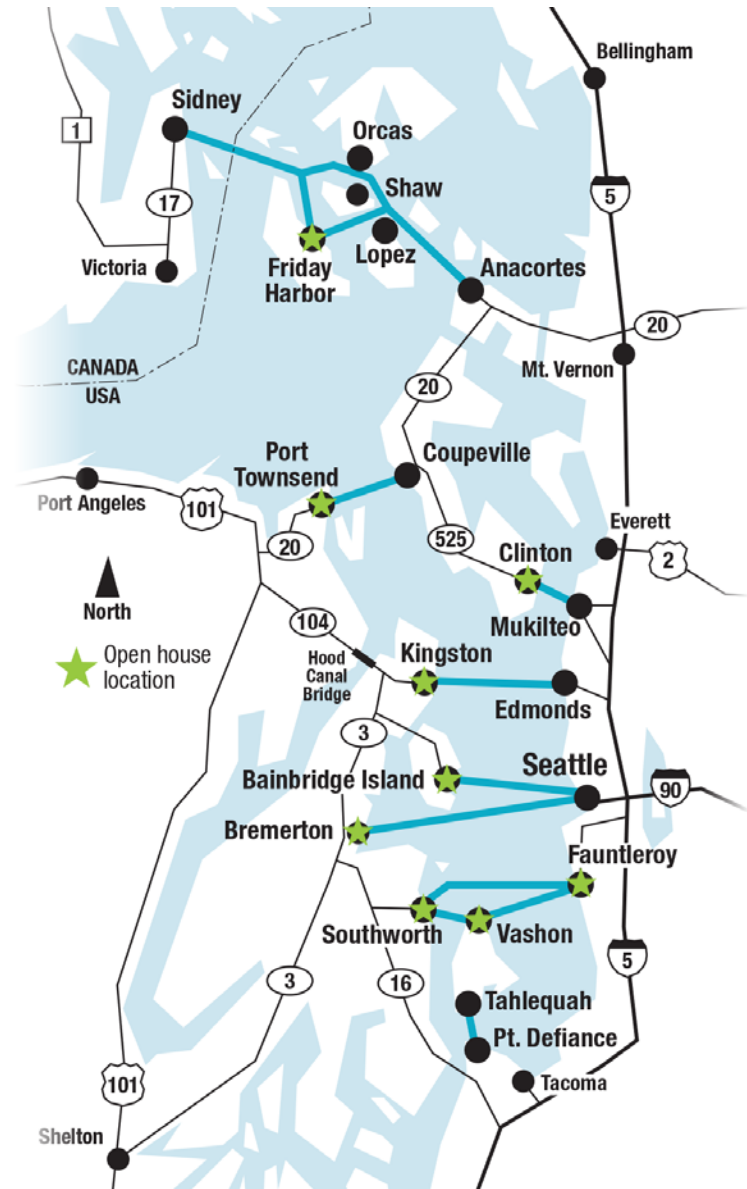 Bellingham
Sidney
1
Orcas
Shaw
5
17
Victoria
Friday
Harbor
Lopez
Anacortes
20
CANADA
USA
Mt. Vernon
20
Port
Townsend
Coupeville
Port Angeles
101
20
525
Everett
2
Clinton
North
104
Mukilteo
Open house
location
Hood
Canal
Bridge
Kingston
Edmonds
3
Seattle
Bainbridge Island
90
Bremerton
Fauntleroy
Southworth
Vashon
5
3
16
Tahlequah
Pt. Defiance
101
Tacoma
Shelton